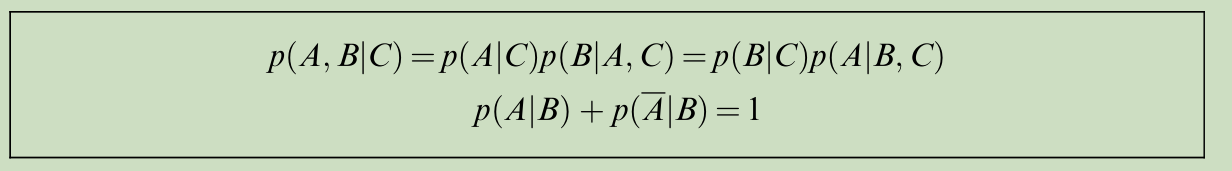 p(A, B|C) = p(A|C)p(B|A, C) = p(B|C)p(A|B, C)
p(A|B) + p(A̅|B) = 1